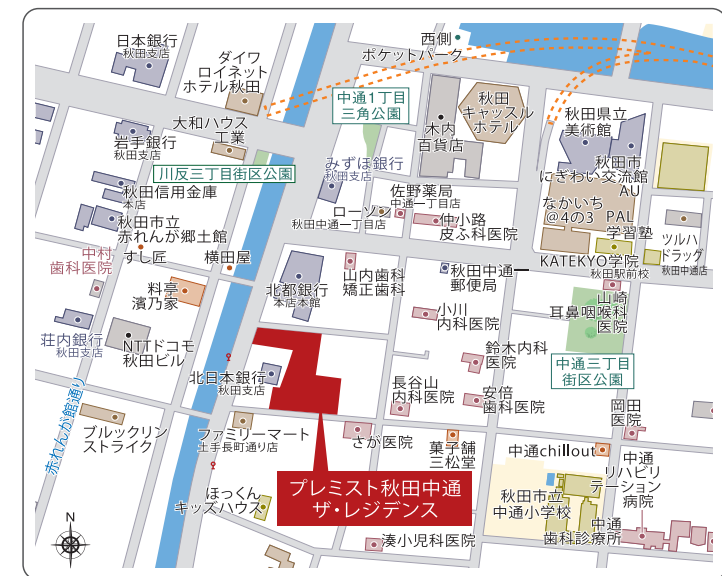 日本銀行
秋田支店
ダイワ
ロイネット
ホテル秋田
西側
ポケットパーク
中通1丁目
三角公園
秋田
キャッスル
ホテル
木内
百貨店
秋田県立
美術館
大和ハウス
工業
岩手銀行
秋田支店
川反三丁目街区公園
みずほ銀行
秋田支店
秋田市
にぎわい交流館
AU
秋田信用金庫
本店
佐野薬局
中通一丁目店
なかいち
@4の3
PAL
学習塾
ローソン
秋田中通一丁目店
仲小路
皮ふ科医院
秋田市立
赤れんが郷土館
ツルハ
ドラッグ
秋田中通店
中村
歯科医院
すし匠
横田屋
KATEKYO学院
秋田駅前校
山内歯科
矯正歯科
秋田中通一
郵便局
北都銀行
本店本館
料亭
濱乃家
小川
内科医院
山崎
耳鼻咽喉科
医院
荘内銀行
秋田支店
NTTドコモ
秋田ビル
鈴木内科
医院
中通三丁目
街区公園
北日本銀行
秋田支店
長谷山
内科医院
安倍
歯科医院
岡田
医院
赤れんが館通り
ブルックリン
ストライク
ファミリーマート
土手長町通り店
さが医院
菓子舗
三松堂
中通chillout
中通
リハビリ
テーション
病院
プレミスト秋田中通
ザ・レジデンス
ほっくん
キッズハウス
秋田市立
中通小学校
中通
歯科診療所
湊小児科医院
N